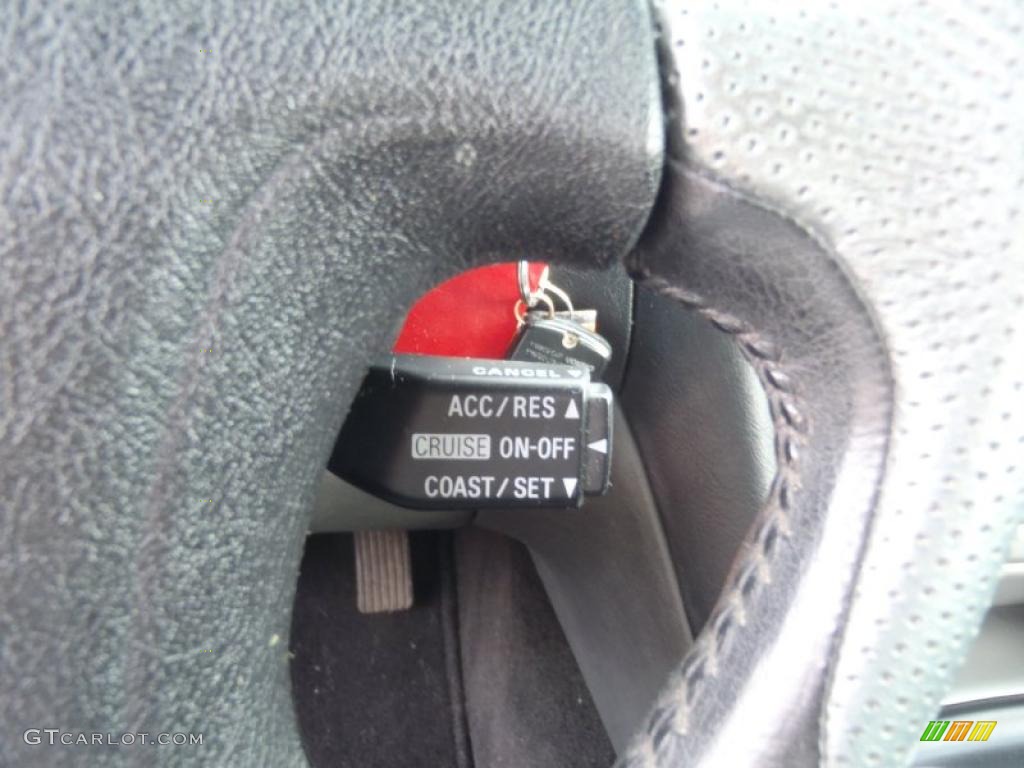 CANCEL ▼
ACC/RES ▲
CRUISE ON-OFF ◀
COAST/SET ▼
GTCARLOT.COM